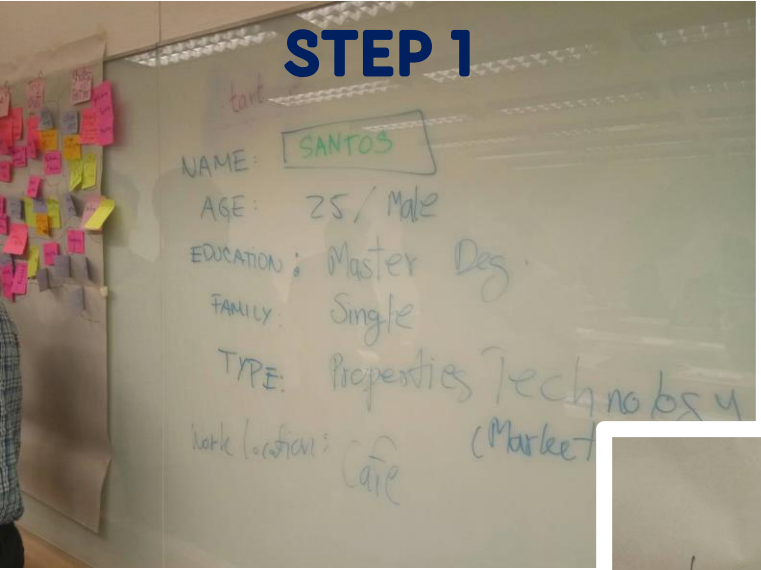 STEP 1
tart
NAME: SANTOS
AGE: 25/ Male
EDUCATION: Master Deg.
FAMILY: Single
TYPE: Properties Technology
(Market
Work location: Cafe